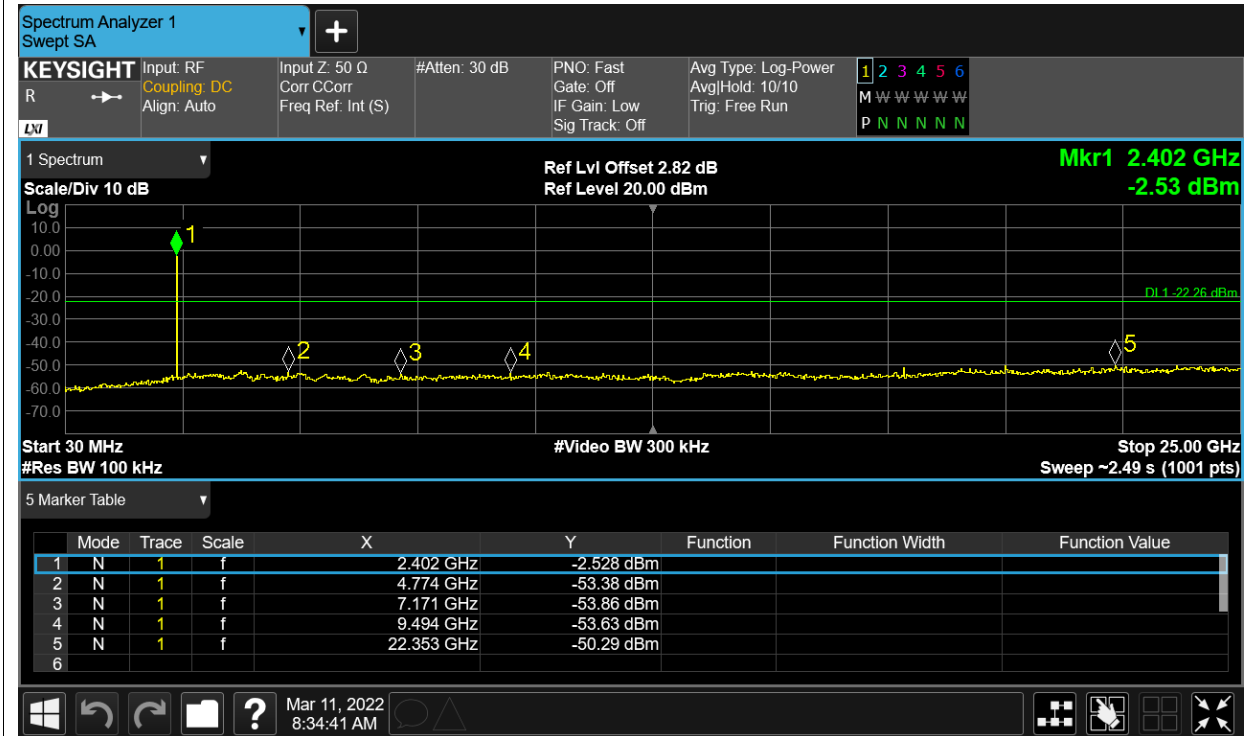 Spectrum Analyzer 1
Swept SA
KEYSIGHT
R
LXI
Input: RF
Coupling: DC
Align: Auto
Input Z: 50 Ω
Corr CCorr
Freq Ref: Int (S)
#Atten: 30 dB
PNO: Fast
Gate: Off
IF Gain: Low
Sig Track: Off
Avg Type: Log-Power
Avg|Hold: 10/10
Trig: Free Run
1 2 3 4 5 6
M W W W W W
P N N N N N
1 Spectrum
Scale/Div 10 dB
Ref Lvl Offset 2.82 dB
Ref Level 20.00 dBm
Mkr1 2.402 GHz
-2.53 dBm
Log
10.0
0.00
-10.0
-20.0
-30.0
-40.0
-50.0
-60.0
-70.0
1
2
3
4
5
DL1 -22.26 dBm
Start 30 MHz
#Video BW 300 kHz
Stop 25.00 GHz
#Res BW 100 kHz
Sweep ~2.49 s (1001 pts)
5 Marker Table
Mode Trace Scale X Y Function Function Width Function Value
1 N 1 f 2.402 GHz -2.528 dBm
2 N 1 f 4.774 GHz -53.38 dBm
3 N 1 f 7.171 GHz -53.86 dBm
4 N 1 f 9.494 GHz -53.63 dBm
5 N 1 f 22.353 GHz -50.29 dBm
6
?
Mar 11, 2022
8:34:41 AM